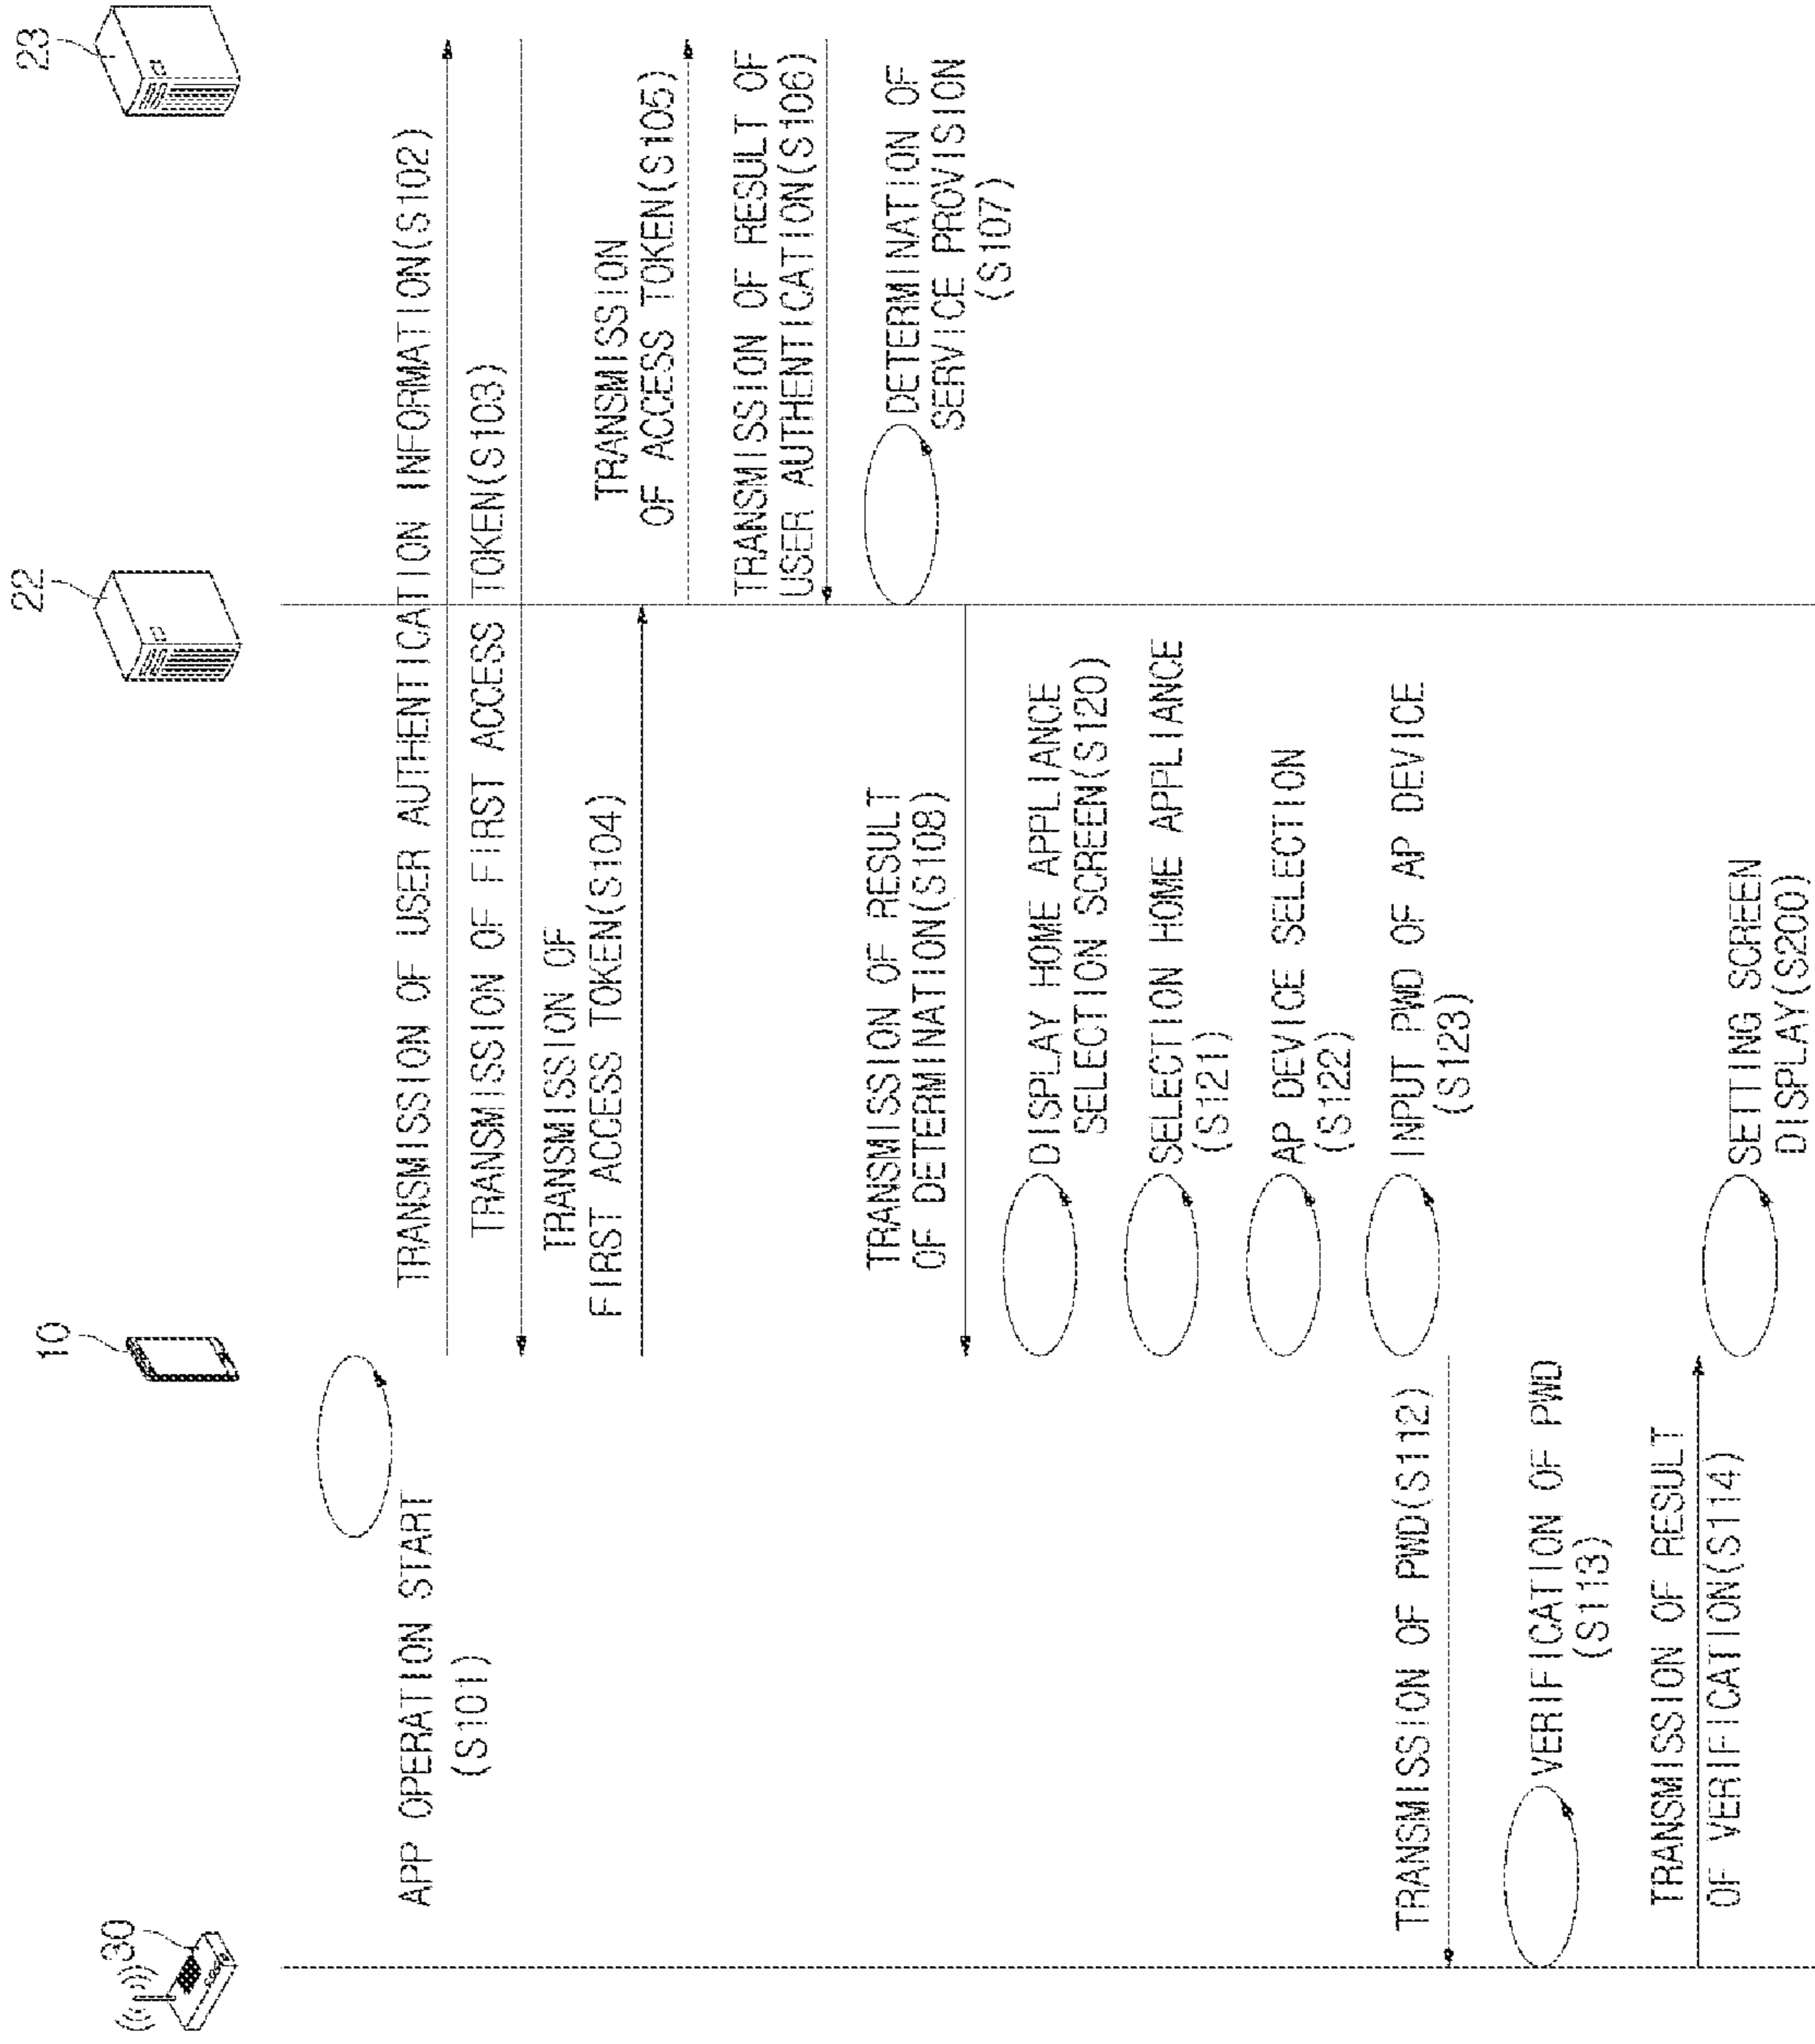 30
10
22
23
APP OPERATION START
(S101)
TRANSMISSION OF USER AUTHENTICATION INFORMATION(S102)
TRANSMISSION OF FIRST ACCESS TOKEN(S103)
TRANSMISSION OF
FIRST ACCESS TOKEN(S104)
TRANSMISSION
OF ACCESS TOKEN(S105)
TRANSMISSION OF RESULT OF
USER AUTHENTICATION(S106)
DETERMINATION OF
SERVICE PROVISION
(S107)
TRANSMISSION OF RESULT
OF DETERMINATION(S108)
DISPLAY HOME APPLIANCE
SELECTION SCREEN(S120)
SELECTION HOME APPLIANCE
(S121)
AP DEVICE SELECTION
(S122)
INPUT PWD OF AP DEVICE
(S123)
TRANSMISSION OF PWD(S112)
VERIFICATION OF PWD
(S113)
TRANSMISSION OF RESULT
OF VERIFICATION(S114)
SETTING SCREEN
DISPLAY(S200)